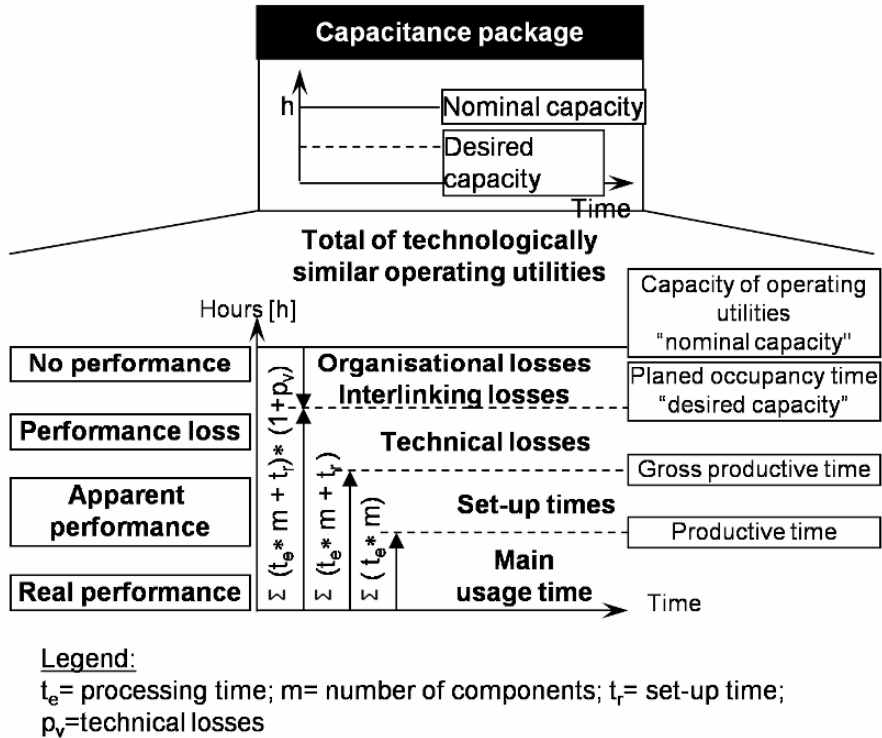 Capacitance package
h
Nominal capacity
Desired
capacity
Time
Total of technologically
similar operating utilities
Hours [h]
Capacity of operating
utilities
"nominal capacity"
No performance
Organisational losses
Interlinking losses
Planed occupancy time
"desired capacity"
Performance loss
Technical losses
Gross productive time
Apparent
performance
Set-up times
Productive time
Real performance
Main
usage time
Time
Σ (tₑ* m + tᵣ)* (1+pᵥ)
Σ (tₑ* m + tᵣ)
Σ ( tₑ* m)
Legend:
tₑ= processing time; m= number of components; tᵣ= set-up time;
pᵥ=technical losses